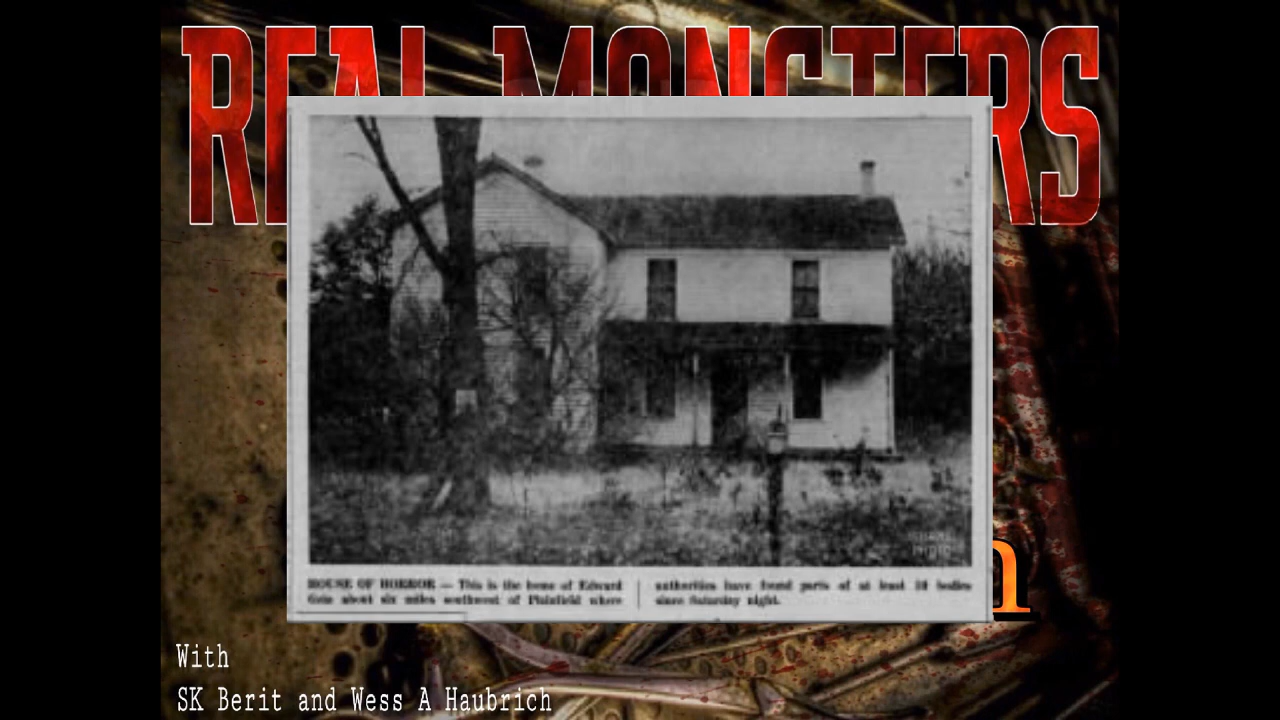 REAL MONSTERS
HOUSE OF HORROR — This is the home of Edward
Gein about six miles southwest of Plainfield where
authorities have found parts of at least 10 bodies
since Saturday night.
n
With
SK Berit and Wess A Haubrich